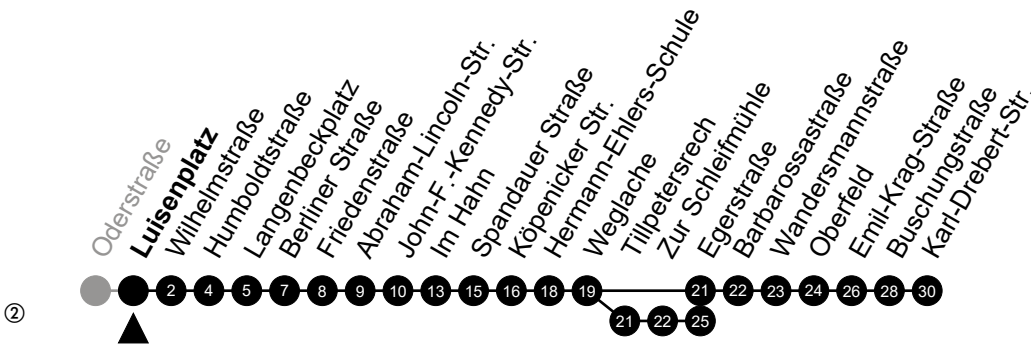 Oderstraße
Luisenplatz
Wilhelmstraße
Humboldtstraße
Langenbeckplatz
Berliner Straße
Friedenstraße
Abraham-Lincoln-Str.
John-F.-Kennedy-Str.
Im Hahn
Spandauer Straße
Köpenicker Str.
Hermann-Ehlers-Schule
Weglache
Tillpetersrech
Zur Schleifmühle
Egerstraße
Barbarossastraße
Wandersmannstraße
Oberfeld
Emil-Krag-Straße
Buschungstraße
Karl-Drebert-Str.
2 4 5 7 8 9 10 13 15 16 18 19 21 22 23 24 26 28 30
② 21 22 25